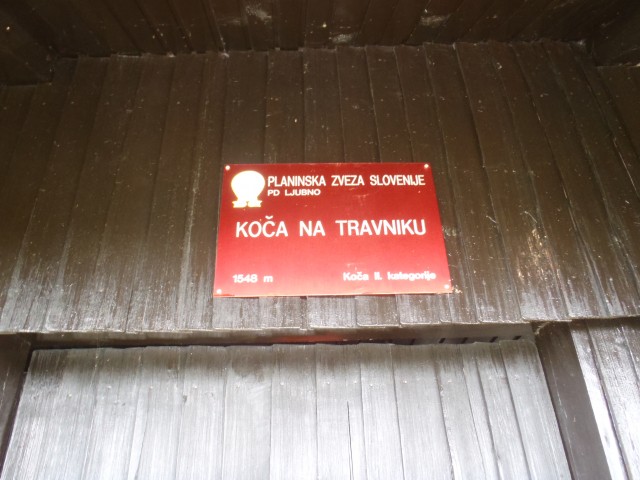 PLANINSKA ZVEZA SLOVENIJE
PD LJUBNO
KOČA NA TRAVNIKU
1548 m Koča II. kategorije